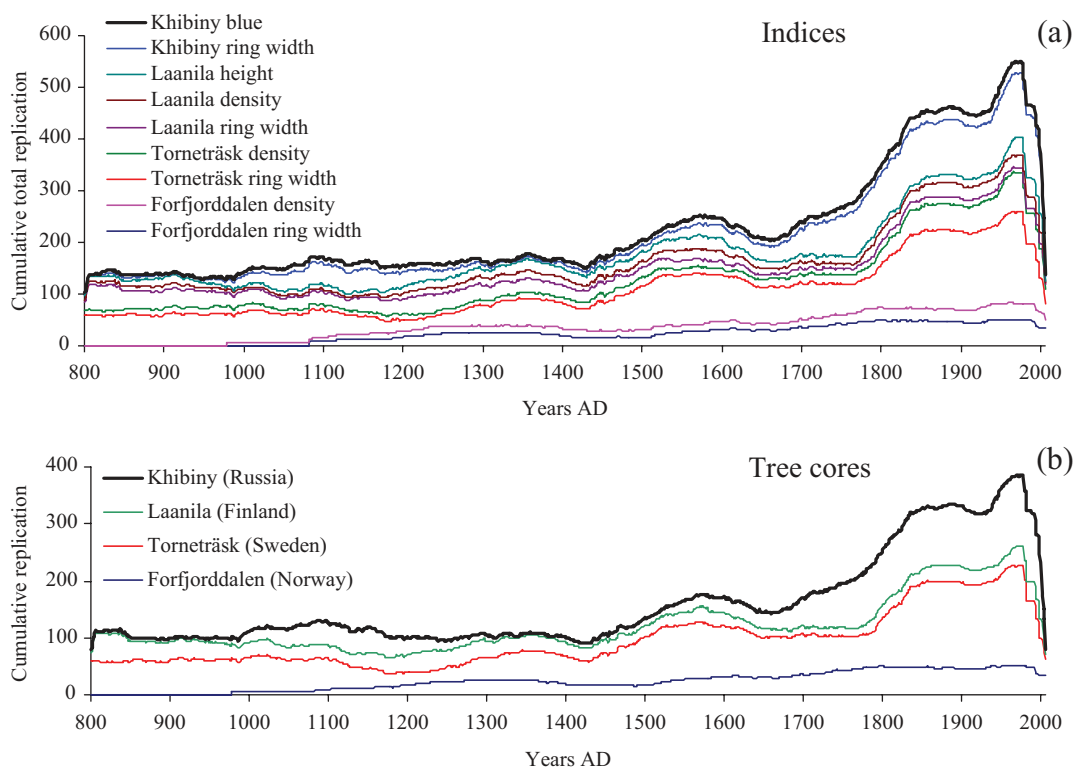 Indices
(a)
Cumulative total replication
600
500
400
300
200
100
0
Khibiny blue
Khibiny ring width
Laanila height
Laanila density
Laanila ring width
Torneträsk density
Torneträsk ring width
Forfjorddalen density
Forfjorddalen ring width
800 900 1000 1100 1200 1300 1400 1500 1600 1700 1800 1900 2000
Years AD
Tree cores
(b)
Cumulative replication
400
300
200
100
0
Khibiny (Russia)
Laanila (Finland)
Torneträsk (Sweden)
Forfjorddalen (Norway)
800 900 1000 1100 1200 1300 1400 1500 1600 1700 1800 1900 2000
Years AD